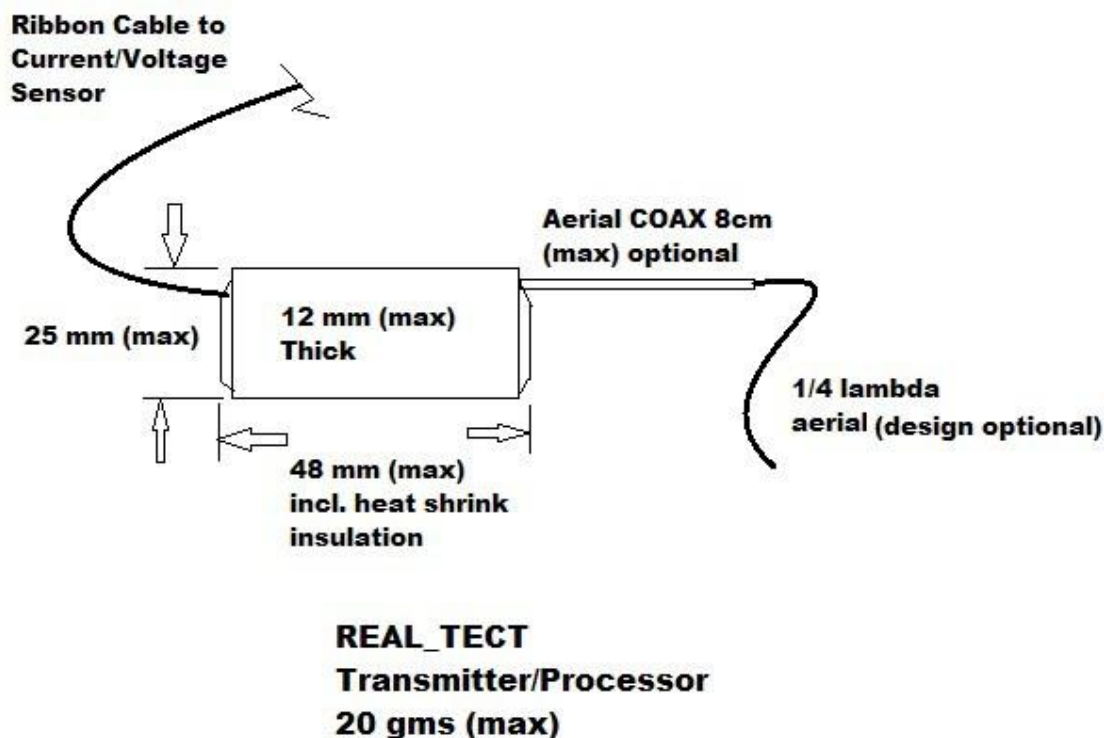 Ribbon Cable to
Current/Voltage
Sensor
Aerial COAX 8cm
(max) optional
25 mm (max)
12 mm (max)
Thick
1/4 lambda
aerial (design optional)
48 mm (max)
incl. heat shrink
insulation
REAL_TECT
Transmitter/Processor
20 gms (max)